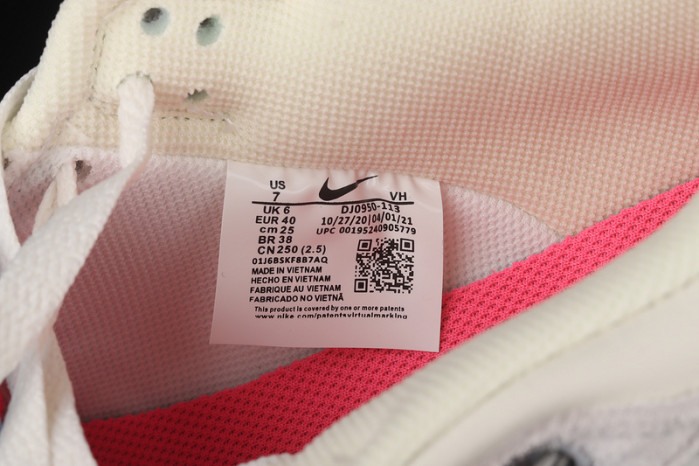 US
7 VH
UK 6 DJ0950-113
EUR 40 10/27/20|04/01/21
cm 25 UPC 00195240905779
BR 38
CN 250 (2.5)
01J6BSKF8B7AQ
MADE IN VIETNAM
HECHO EN VIETNAM
FABRIQUE AU VIETNAM
FABRICADO NO VIETNÃ
This product is covered by one or more patents
www.nike.com/patentsvirtualmarking